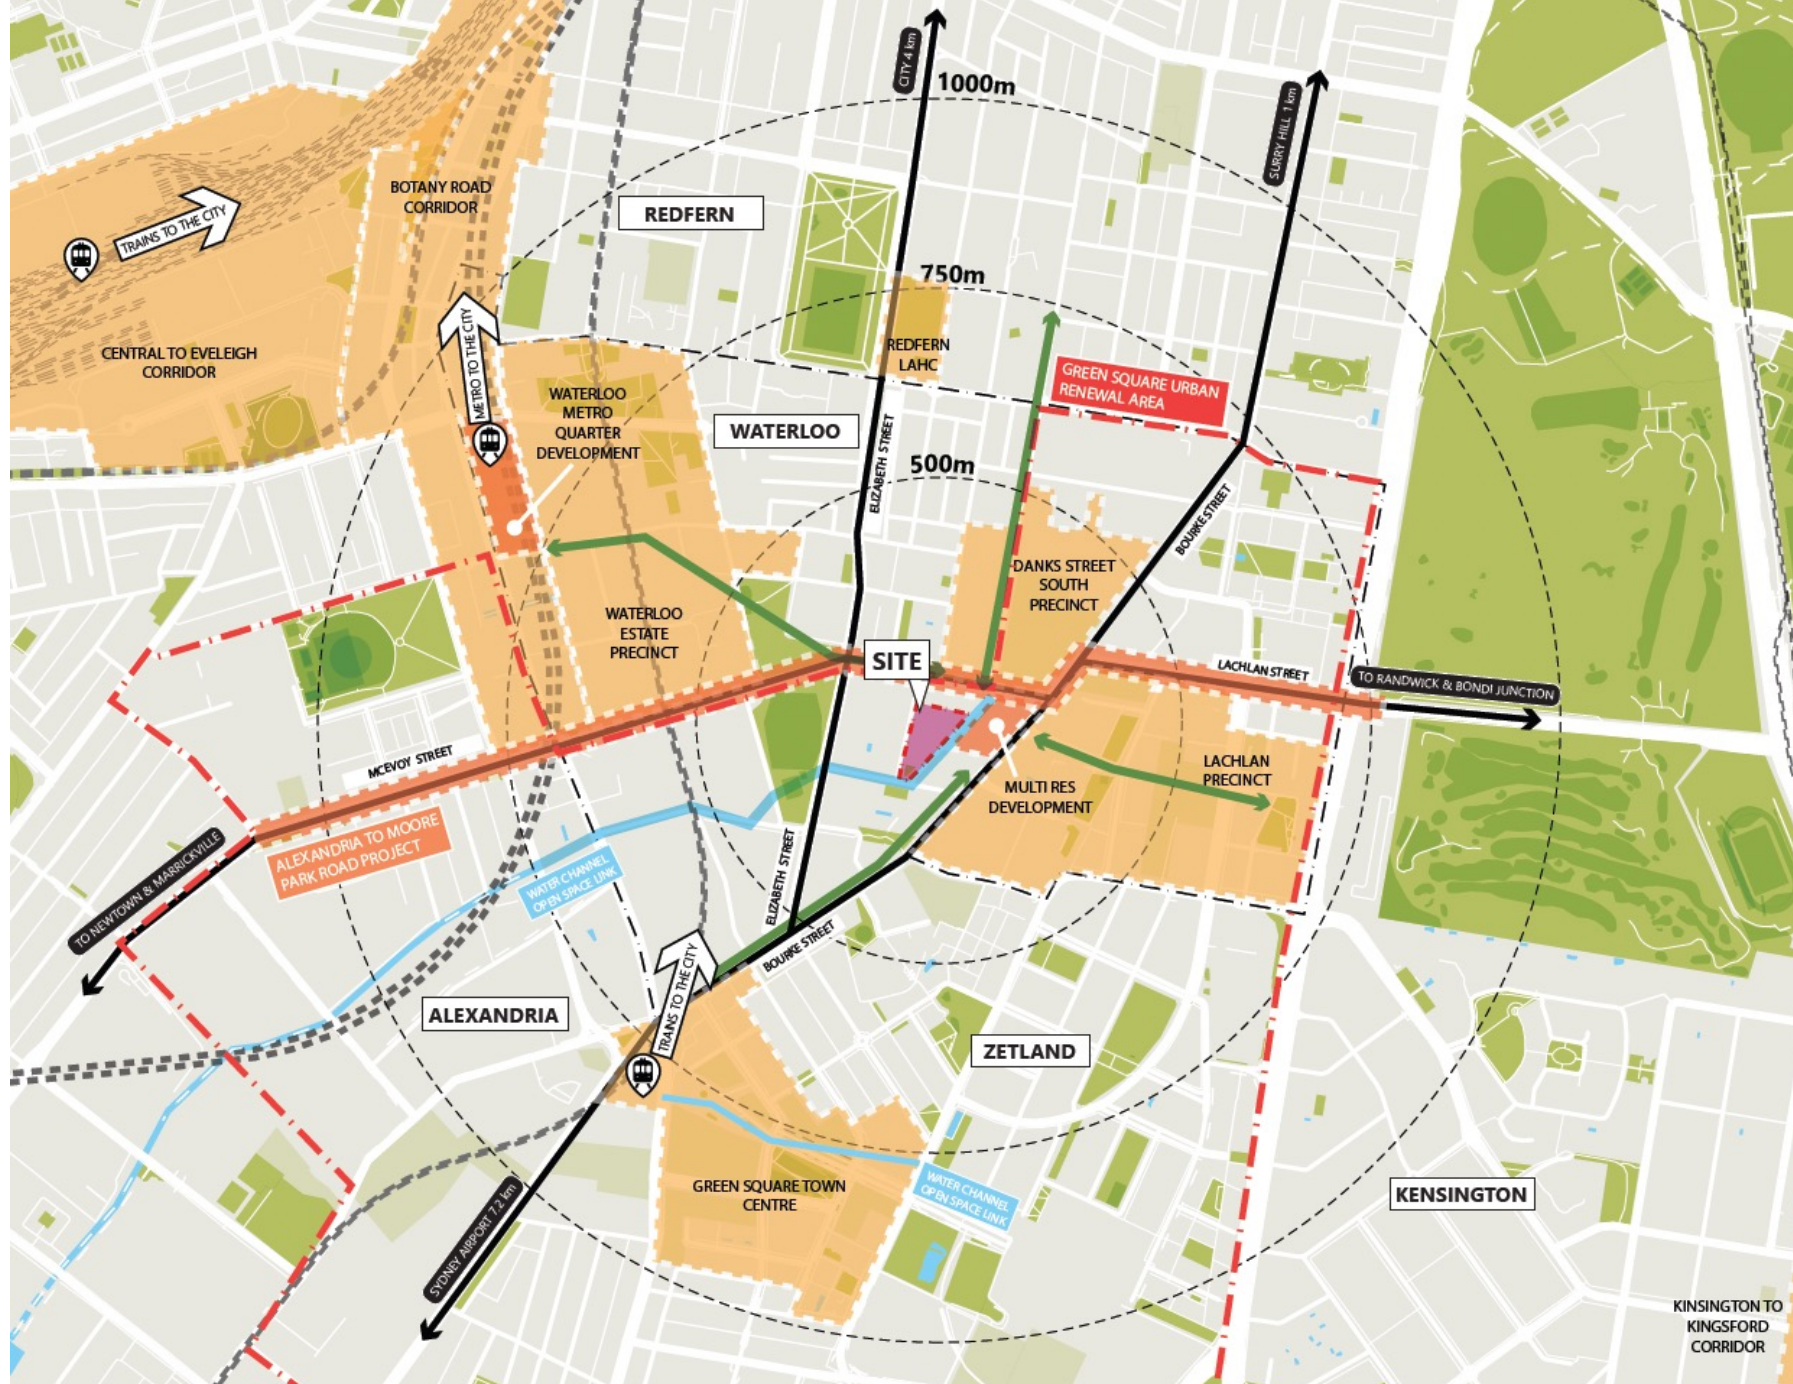 CITY 4 km
1000m
SURRY HILL 1 km
BOTANY ROAD
CORRIDOR
REDFERN
TRAINS TO THE CITY
750m
METRO TO THE CITY
CENTRAL TO EVELEIGH
CORRIDOR
REDFERN
LAHC
GREEN SQUARE URBAN
RENEWAL AREA
WATERLOO
METRO
QUARTER
DEVELOPMENT
WATERLOO
ELIZABETH STREET
500m
BOURKE STREET
DANKS STREET
SOUTH
PRECINCT
WATERLOO
ESTATE
PRECINCT
SITE
LACHLAN STREET
TO RANDWICK & BONDI JUNCTION
MCEVOY STREET
LACHLAN
PRECINCT
MULTI RES
DEVELOPMENT
ALEXANDRIA TO MOORE
PARK ROAD PROJECT
TO NEWTOWN & MARRICKVILLE
WATER CHANNEL
OPEN SPACE LINK
ELIZABETH STREET
BOURKE STREET
TRAINS TO THE CITY
ALEXANDRIA
ZETLAND
GREEN SQUARE TOWN
CENTRE
WATER CHANNEL
OPEN SPACE LINK
KENSINGTON
SYDNEY AIRPORT 7.2 km
KINSINGTON TO
KINGSFORD
CORRIDOR